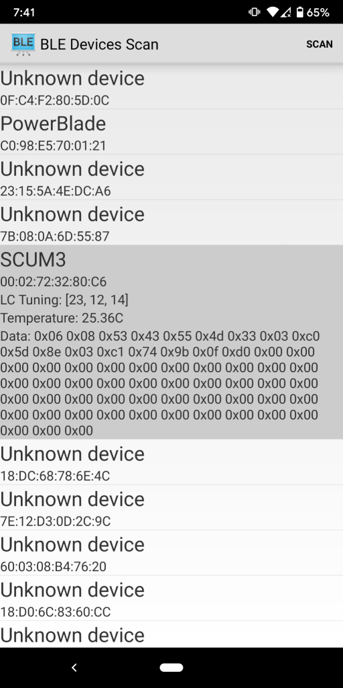 7:41
65%
BLE
BLE Devices Scan
SCAN
Unknown device
0F:C4:F2:80:5D:0C
PowerBlade
C0:98:E5:70:01:21
Unknown device
23:15:5A:4E:DC:A6
Unknown device
7B:08:0A:6D:55:87
SCUM3
00:02:72:32:80:C6
LC Tuning: [23, 12, 14]
Temperature: 25.36C
Data: 0x06 0x08 0x53 0x43 0x55 0x4d 0x33 0x03 0xc0
0x5d 0x8e 0x03 0xc1 0x74 0x9b 0x0f 0xd0 0x00 0x00
0x00 0x00 0x00 0x00 0x00 0x00 0x00 0x00 0x00 0x00
0x00 0x00 0x00 0x00 0x00 0x00 0x00 0x00 0x00 0x00
0x00 0x00 0x00 0x00 0x00 0x00 0x00 0x00 0x00 0x00
0x00 0x00 0x00 0x00 0x00 0x00 0x00 0x00 0x00 0x00
0x00 0x00 0x00
Unknown device
18:DC:68:78:6E:4C
Unknown device
7E:12:D3:0D:2C:9C
Unknown device
60:03:08:B4:76:20
Unknown device
18:D0:6C:83:60:CC
Unknown device